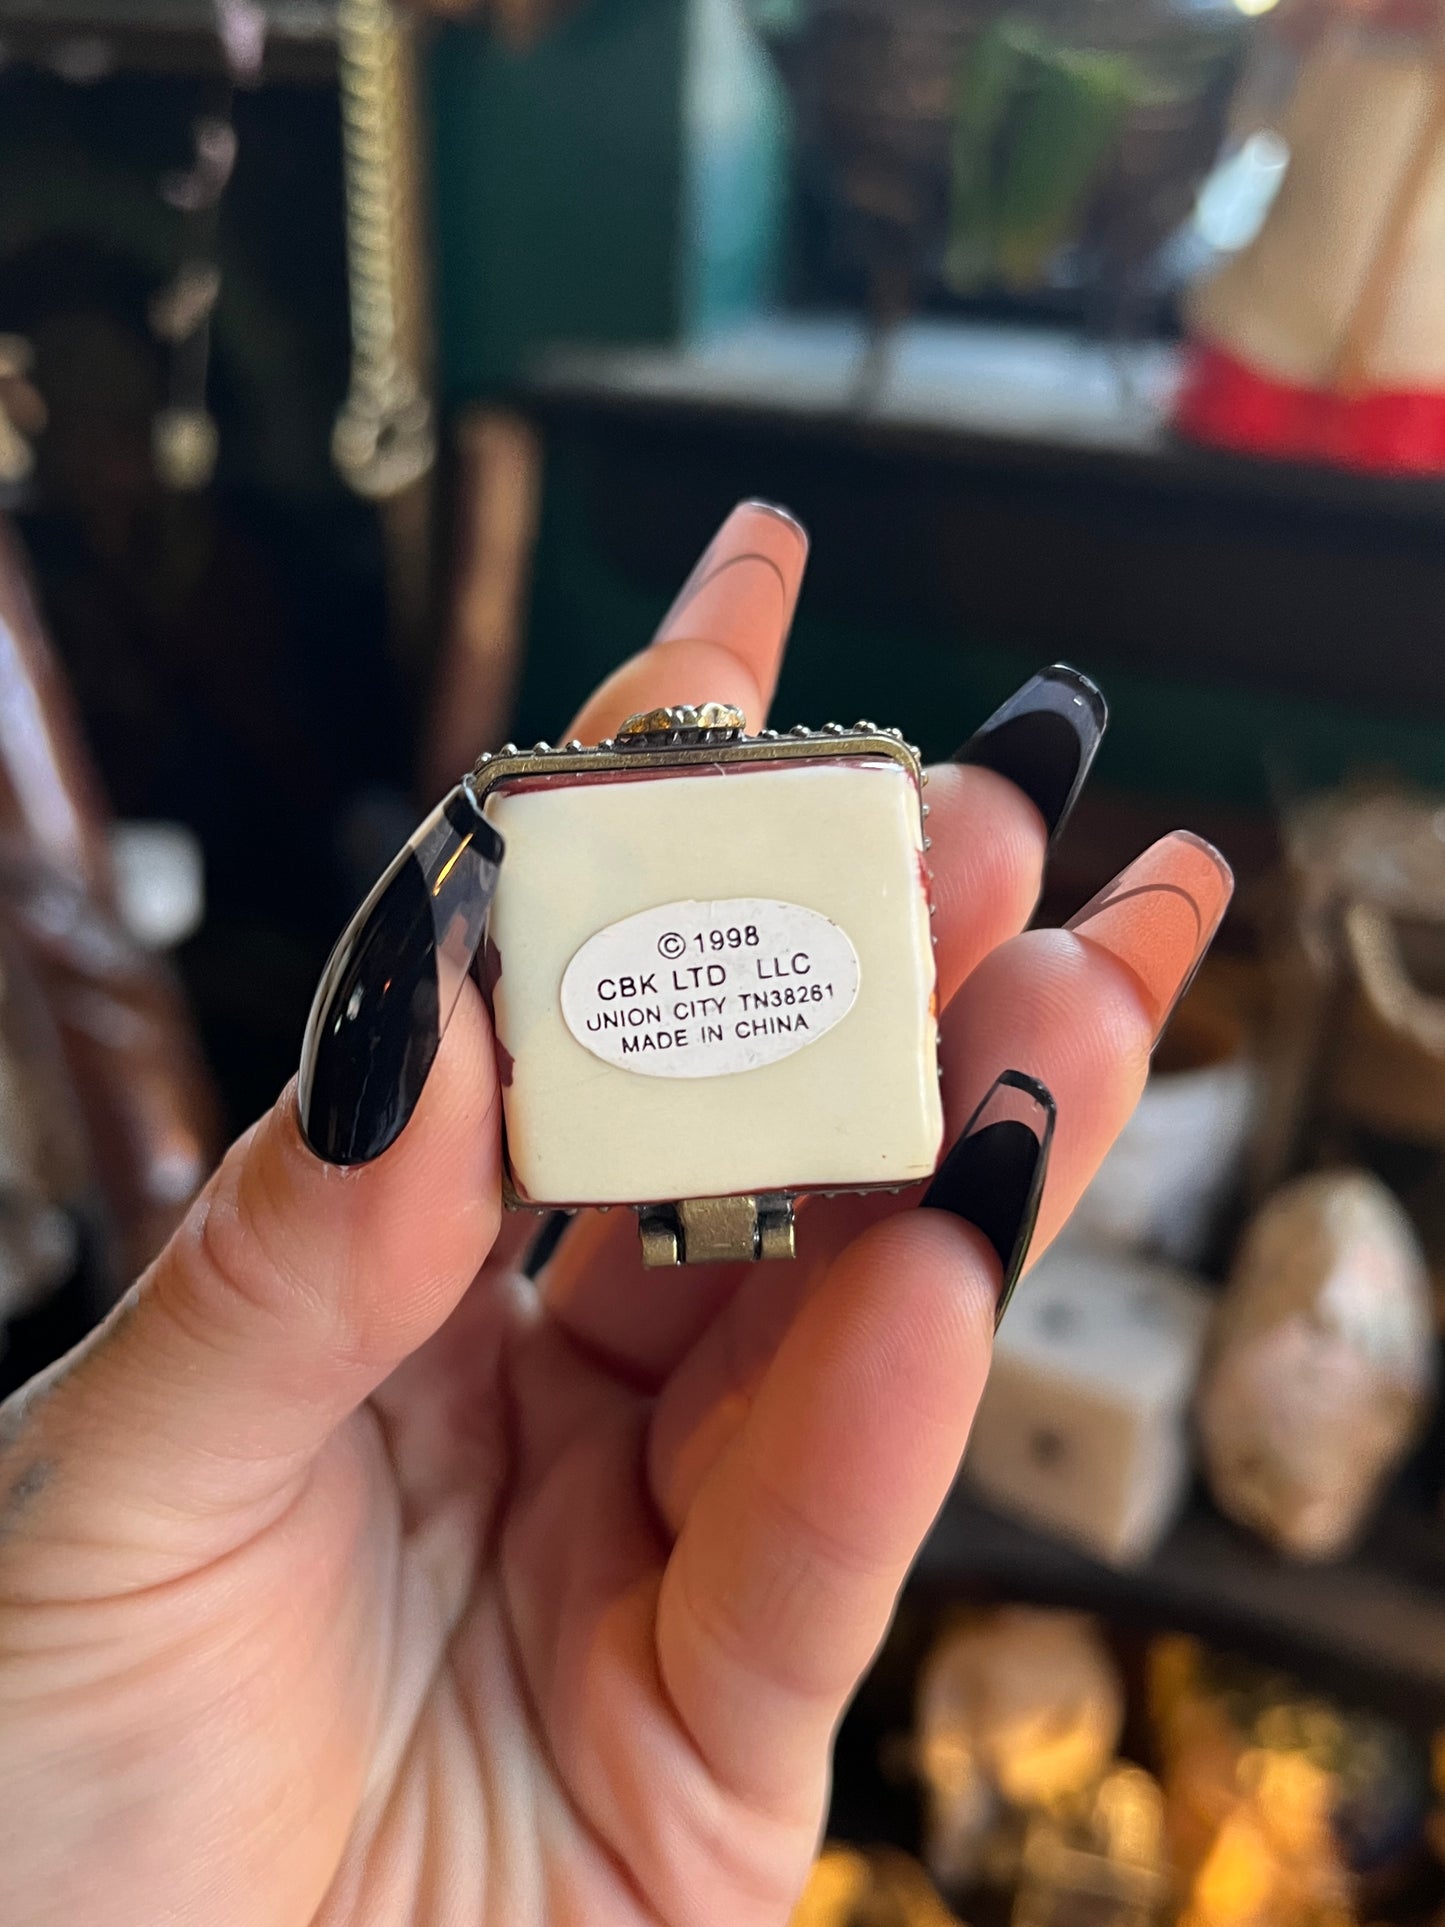 © 1998
CBK LTD LLC
UNION CITY TN38261
MADE IN CHINA